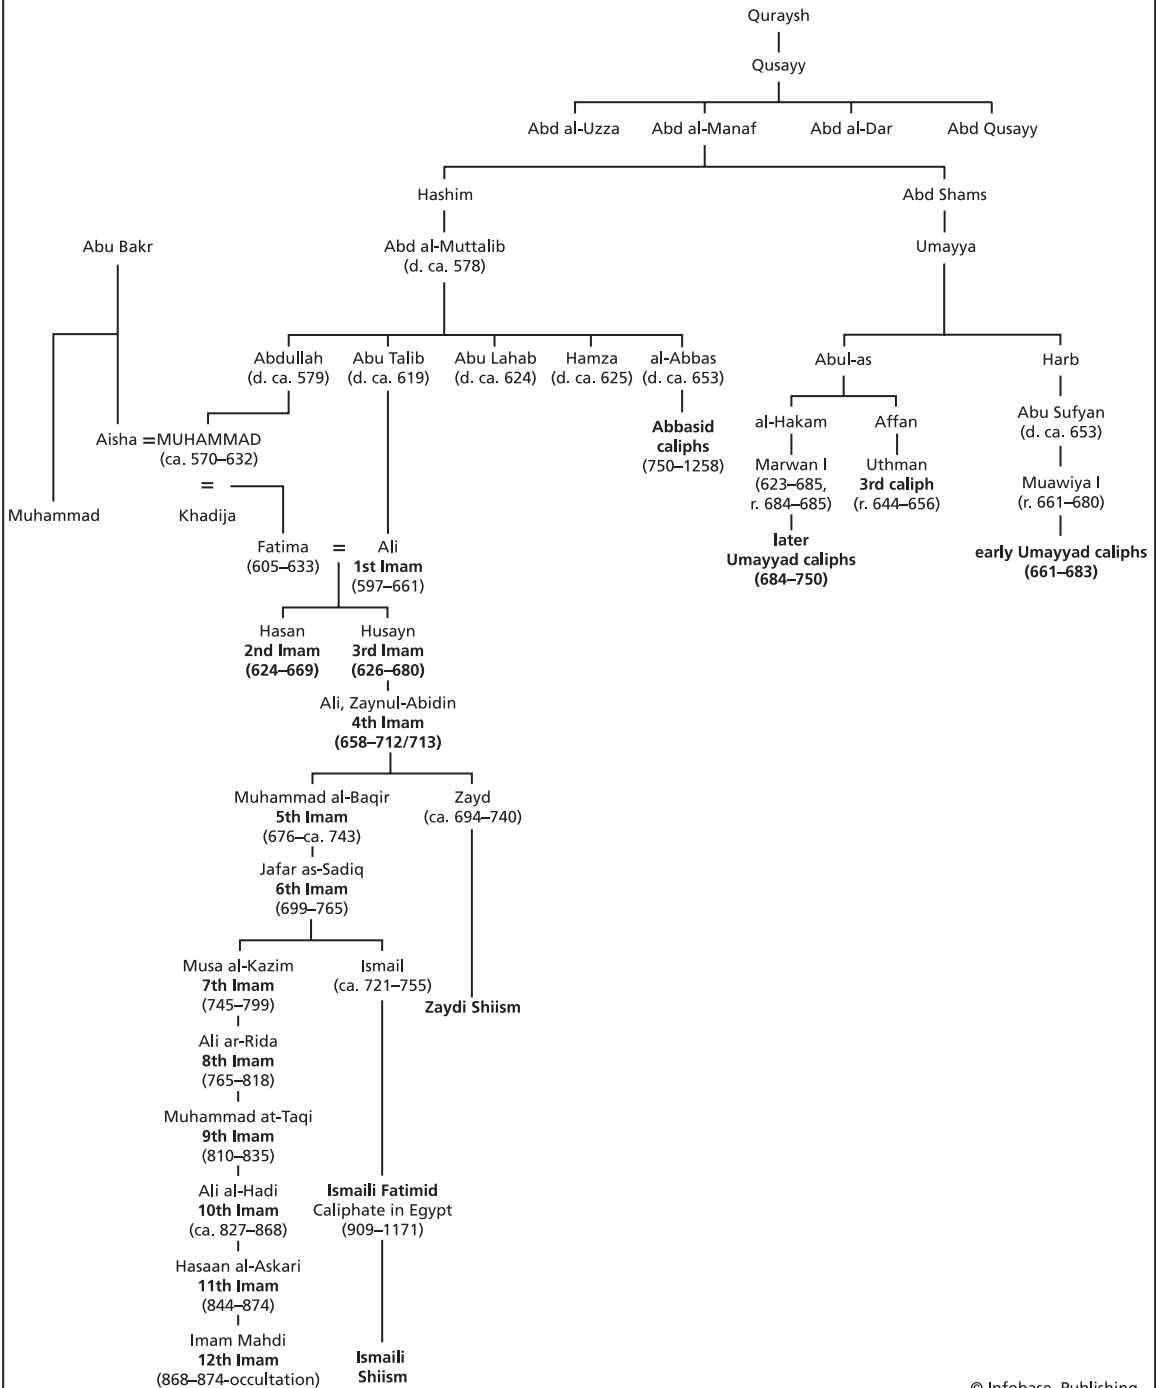 Quraysh
Qusayy
Abd al-Uzza
Abd al-Manaf
Abd al-Dar
Abd Qusayy
Hashim
Abd Shams
Abu Bakr
Abd al-Muttalib
(d. ca. 578)
Umayya
Abdullah
(d. ca. 579)
Abu Talib
(d. ca. 619)
Abu Lahab
(d. ca. 624)
Hamza
(d. ca. 625)
al-Abbas
(d. ca. 653)
Abul-as
Harb
Abbasid
caliphs
(750–1258)
al-Hakam
Affan
Abu Sufyan
(d. ca. 653)
Aisha = MUHAMMAD
(ca. 570–632)
Marwan I
(623–685,
r. 684–685)
Uthman
3rd caliph
(r. 644–656)
Muawiya I
(r. 661–680)
=
Muhammad
Khadija
later
Umayyad caliphs
(684–750)
early Umayyad caliphs
(661–683)
Fatima
(605–633)
=
Ali
1st Imam
(597–661)
Hasan
2nd Imam
(624–669)
Husayn
3rd Imam
(626–680)
Ali, Zaynul-Abidin
4th Imam
(658–712/713)
Muhammad al-Baqir
5th Imam
(676–ca. 743)
Zayd
(ca. 694–740)
Jafar as-Sadiq
6th Imam
(699–765)
Musa al-Kazim
7th Imam
(745–799)
Ismail
(ca. 721–755)
Zaydi Shiism
Ali ar-Rida
8th Imam
(765–818)
Muhammad at-Taqi
9th Imam
(810–835)
Ali al-Hadi
10th Imam
(ca. 827–868)
Ismaili Fatimid
Caliphate in Egypt
(909–1171)
Hasaan al-Askari
11th Imam
(844–874)
Imam Mahdi
12th Imam
(868–874-occultation)
Ismaili
Shiism
© Infobase Publishing